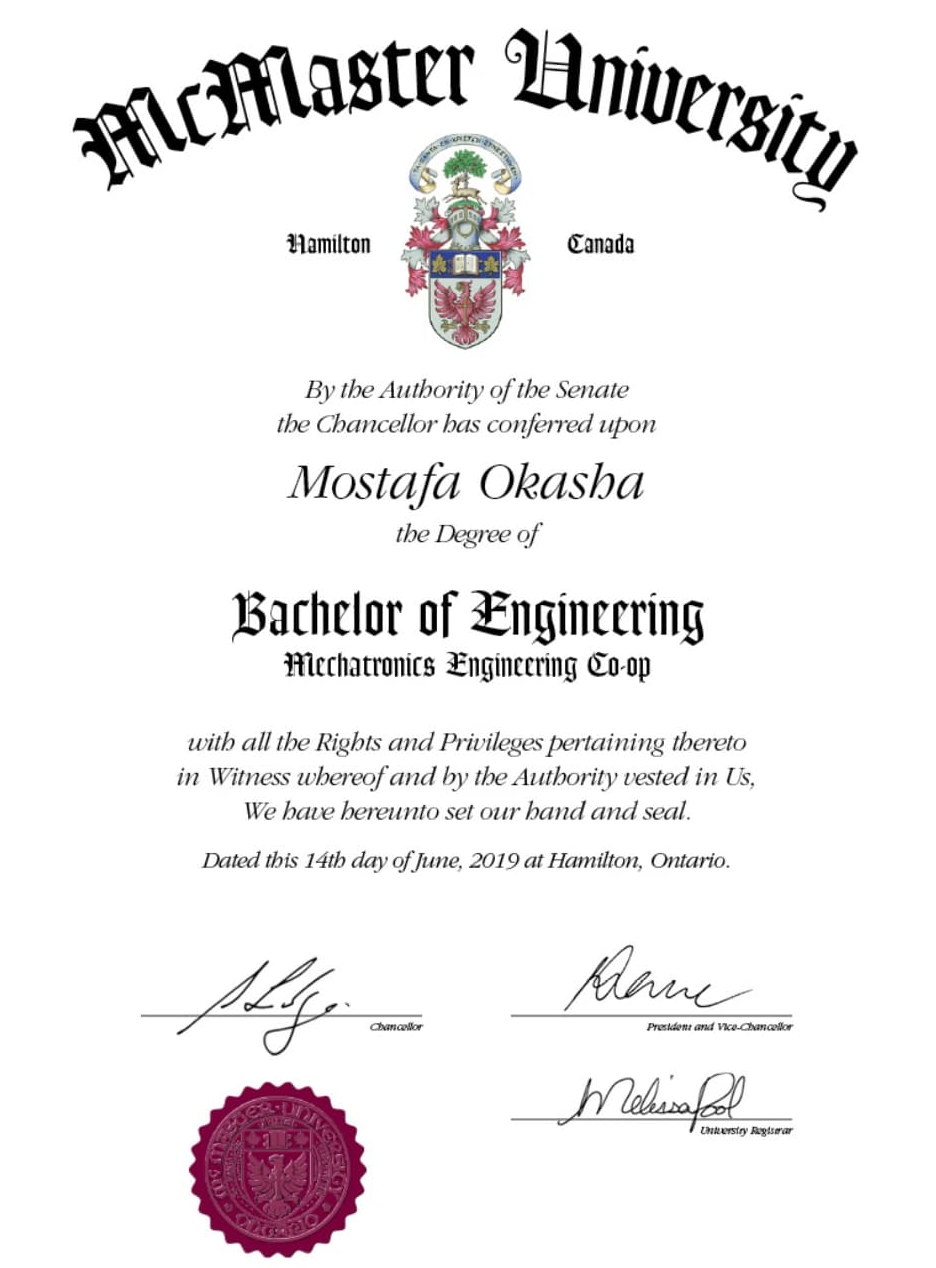 McMaster University
Hamilton
Canada
By the Authority of the Senate
the Chancellor has conferred upon
Mostafa Okasha
the Degree of
Bachelor of Engineering
Mechatronics Engineering Co-op
with all the Rights and Privileges pertaining thereto
in Witness whereof and by the Authority vested in Us,
We have hereunto set our hand and seal.
Dated this 14th day of June, 2019 at Hamilton, Ontario.
Chancellor
President and Vice-Chancellor
Melissa Pool
University Registrar